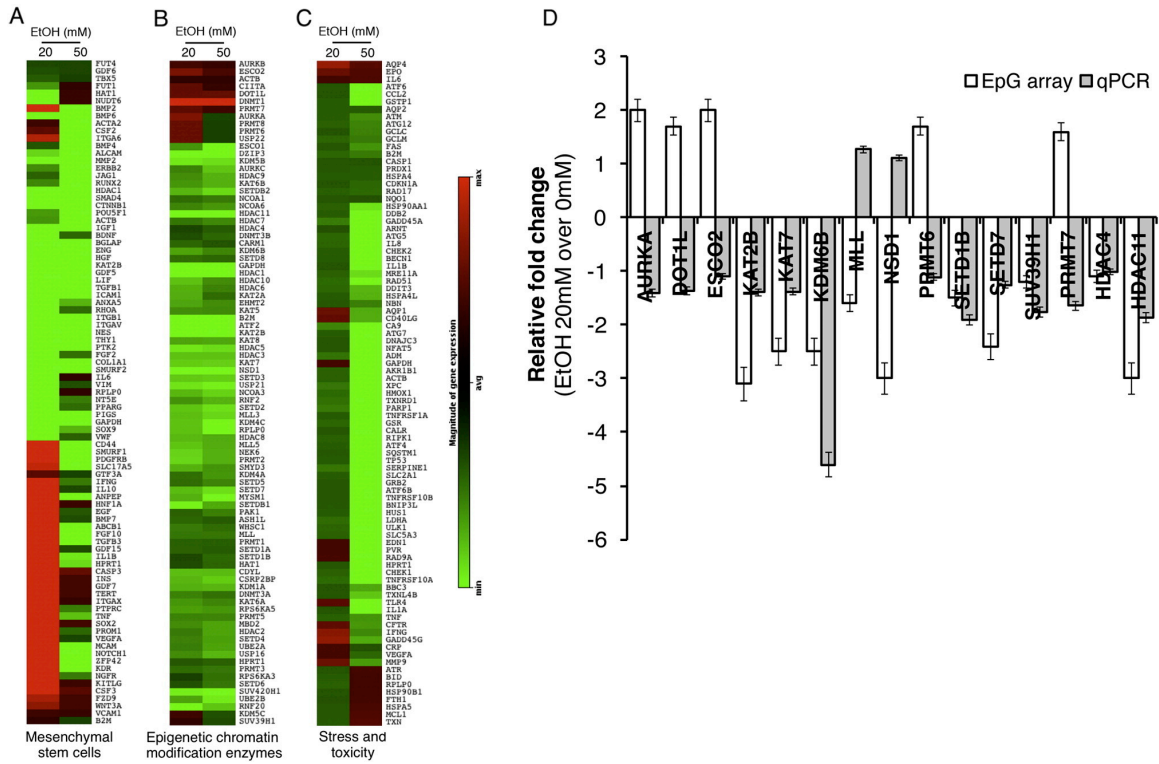 A
EtOH (mM)
20 50
FUT4
GDF6
TBX5
FUT1
HAT1
NUDT6
BMP2
BMP6
ACTA2
CSF2
ITGA6
BMP4
ALCAM
MMP2
ERBB2
JAG1
RUNX2
HDAC1
SMAD4
CTNNB1
POU5F1
ACTB
IGF1
BDNF
BGLAP
ENG
HGF
KAT2B
GDF5
LIF
TGFB1
ICAM1
ANXA5
RHOA
ITGB1
ITGAV
NES
THY1
PTK2
FGF2
COL1A1
SMURF2
IL6
VIM
RPLP0
NT5E
PPARG
PIGS
GAPDH
SOX9
VWF
CD44
SMURF1
PDGFRB
SLC17A5
GTF3A
IFNG
IL10
ANPEP
HNF1A
EGF
BMP7
ABCB1
FGF10
TGFB3
GDF15
IL1B
HPRT1
CASP3
INS
GDF7
TERT
ITGAX
PTPRC
TNF
SOX2
PROM1
VEGFA
MCAM
NOTCH1
ZFP42
KDR
NGFR
KITLG
CSF3
FZD9
WNT3A
VCAM1
B2M
Mesenchymal
stem cells
B
EtOH (mM)
20 50
AURKB
ESCO2
ACTB
CIITA
DOT1L
DNMT1
PRMT7
AURKA
PRMT8
PRMT6
USP22
ESCO1
DZIP3
KDM5B
AURKC
HDAC9
KAT6B
SETDB2
NCOA1
NCOA6
HDAC11
HDAC7
HDAC4
DNMT3B
CARM1
KDM6B
SETD8
GAPDH
HDAC1
HDAC10
HDAC6
KAT2A
EHMT2
KAT5
B2M
ATF2
KAT2B
KAT8
HDAC5
HDAC3
KAT7
NSD1
SETD3
USP21
NCOA3
RNF2
SETD2
MLL3
KDM4C
RPLP0
HDAC8
MLL5
NEK6
PRMT2
SMYD3
KDM4A
SETD5
SETD7
MYSM1
SETDB1
PAK1
ASH1L
WHSC1
MLL
PRMT1
SETD1A
SETD1B
HAT1
CDYL
CSRP2BP
KDM1A
DNMT3A
KAT6A
RPS6KA5
PRMT5
MBD2
HDAC2
SETD4
UBE2A
USP16
HPRT1
PRMT3
RPS6KA3
SETD6
SUV420H1
UBE2B
RNF20
KDM5C
SUV39H1
Epigenetic chromatin
modification enzymes
C
EtOH (mM)
20 50
AQP4
EPO
IL6
ATF6
CCL2
GSTP1
AQP2
ATM
ATG12
GCLC
GCLM
FAS
B2M
CASP1
PRDX1
HSPA4
CDKN1A
RAD17
NQO1
HSP90AA1
DDB2
GADD45A
ARNT
ATG5
IL8
CHEK2
BECN1
IL1B
MRE11A
RAD51
DDIT3
HSPA4L
NBN
AQP1
CD40LG
CA9
ATG7
DNAJC3
NFAT5
ADM
GAPDH
AKR1B1
ACTB
XPC
HMOX1
TXNRD1
PARP1
TNFRSF1A
GSR
CALR
RIPK1
ATF4
SQSTM1
TP53
SERPINE1
SLC2A1
GRB2
ATF6B
TNFRSF10B
BNIP3L
HUS1
LDHA
ULK1
SLC5A3
EDN1
PVR
RAD9A
HPRT1
CHEK1
TNFRSF10A
BBC3
TXNL4B
TLR4
IL1A
TNF
CFTR
IFNG
GADD45G
CRP
VEGFA
MMP9
ATR
BID
RPLP0
HSP90B1
FTH1
HSPA5
MCL1
TXN
Stress and
toxicity
max
avg
min
Magnitude of gene expression
D
Relative fold change
(EtOH 20mM over 0mM)
3
2
1
0
-1
-2
-3
-4
-5
-6
EpG array
qPCR
AURKA
DOT1L
ESCO2
KAT2B
KAT7
KDM6B
MLL
NSD1
PRMT6
SETD1B
SETD7
SUV39H1
PRMT7
HDAC4
HDAC11